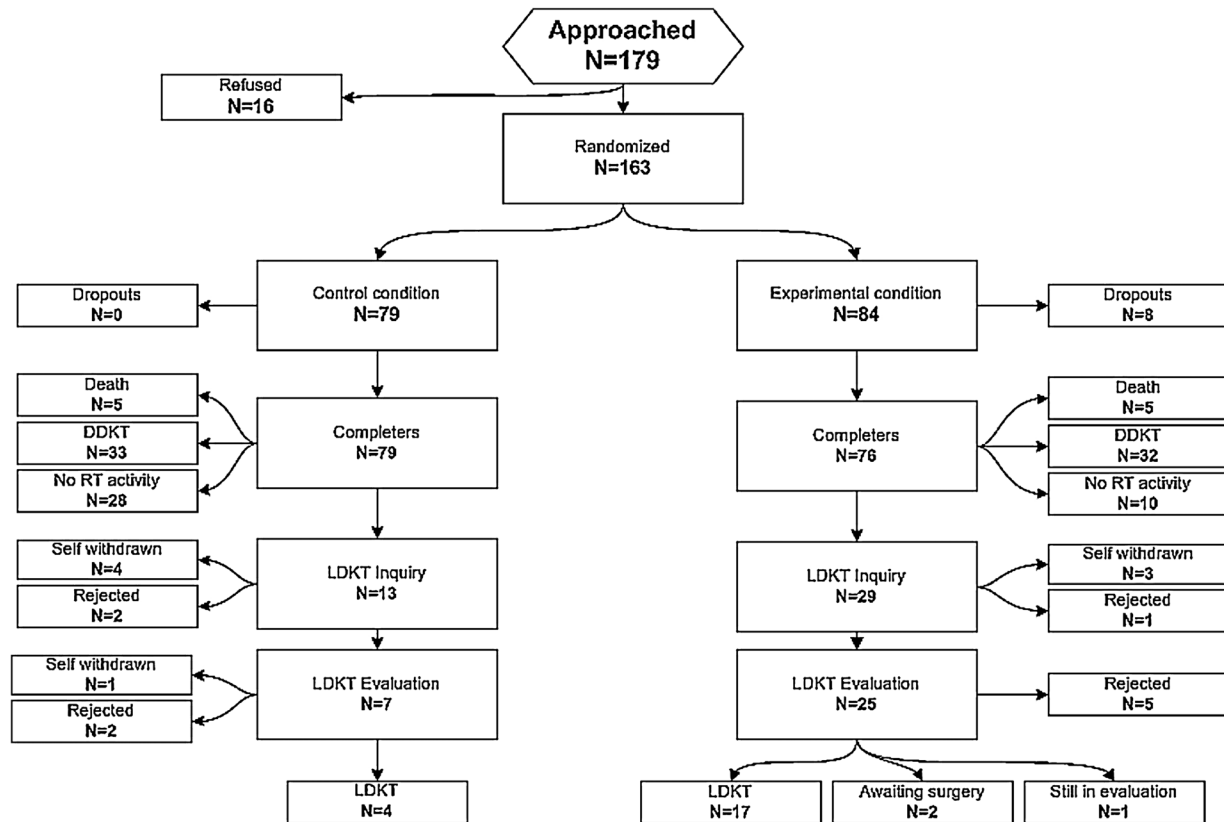 Approached
N=179
Refused
N=16
Randomized
N=163
Control condition
N=79
Dropouts
N=0
Experimental condition
N=84
Dropouts
N=8
Death
N=5
DDKT
N=33
No RT activity
N=28
Completers
N=79
Completers
N=76
Death
N=5
DDKT
N=32
No RT activity
N=10
Self withdrawn
N=4
Rejected
N=2
LDKT Inquiry
N=13
LDKT Inquiry
N=29
Self withdrawn
N=3
Rejected
N=1
Self withdrawn
N=1
Rejected
N=2
LDKT Evaluation
N=7
LDKT Evaluation
N=25
Rejected
N=5
LDKT
N=4
LDKT
N=17
Awaiting surgery
N=2
Still in evaluation
N=1